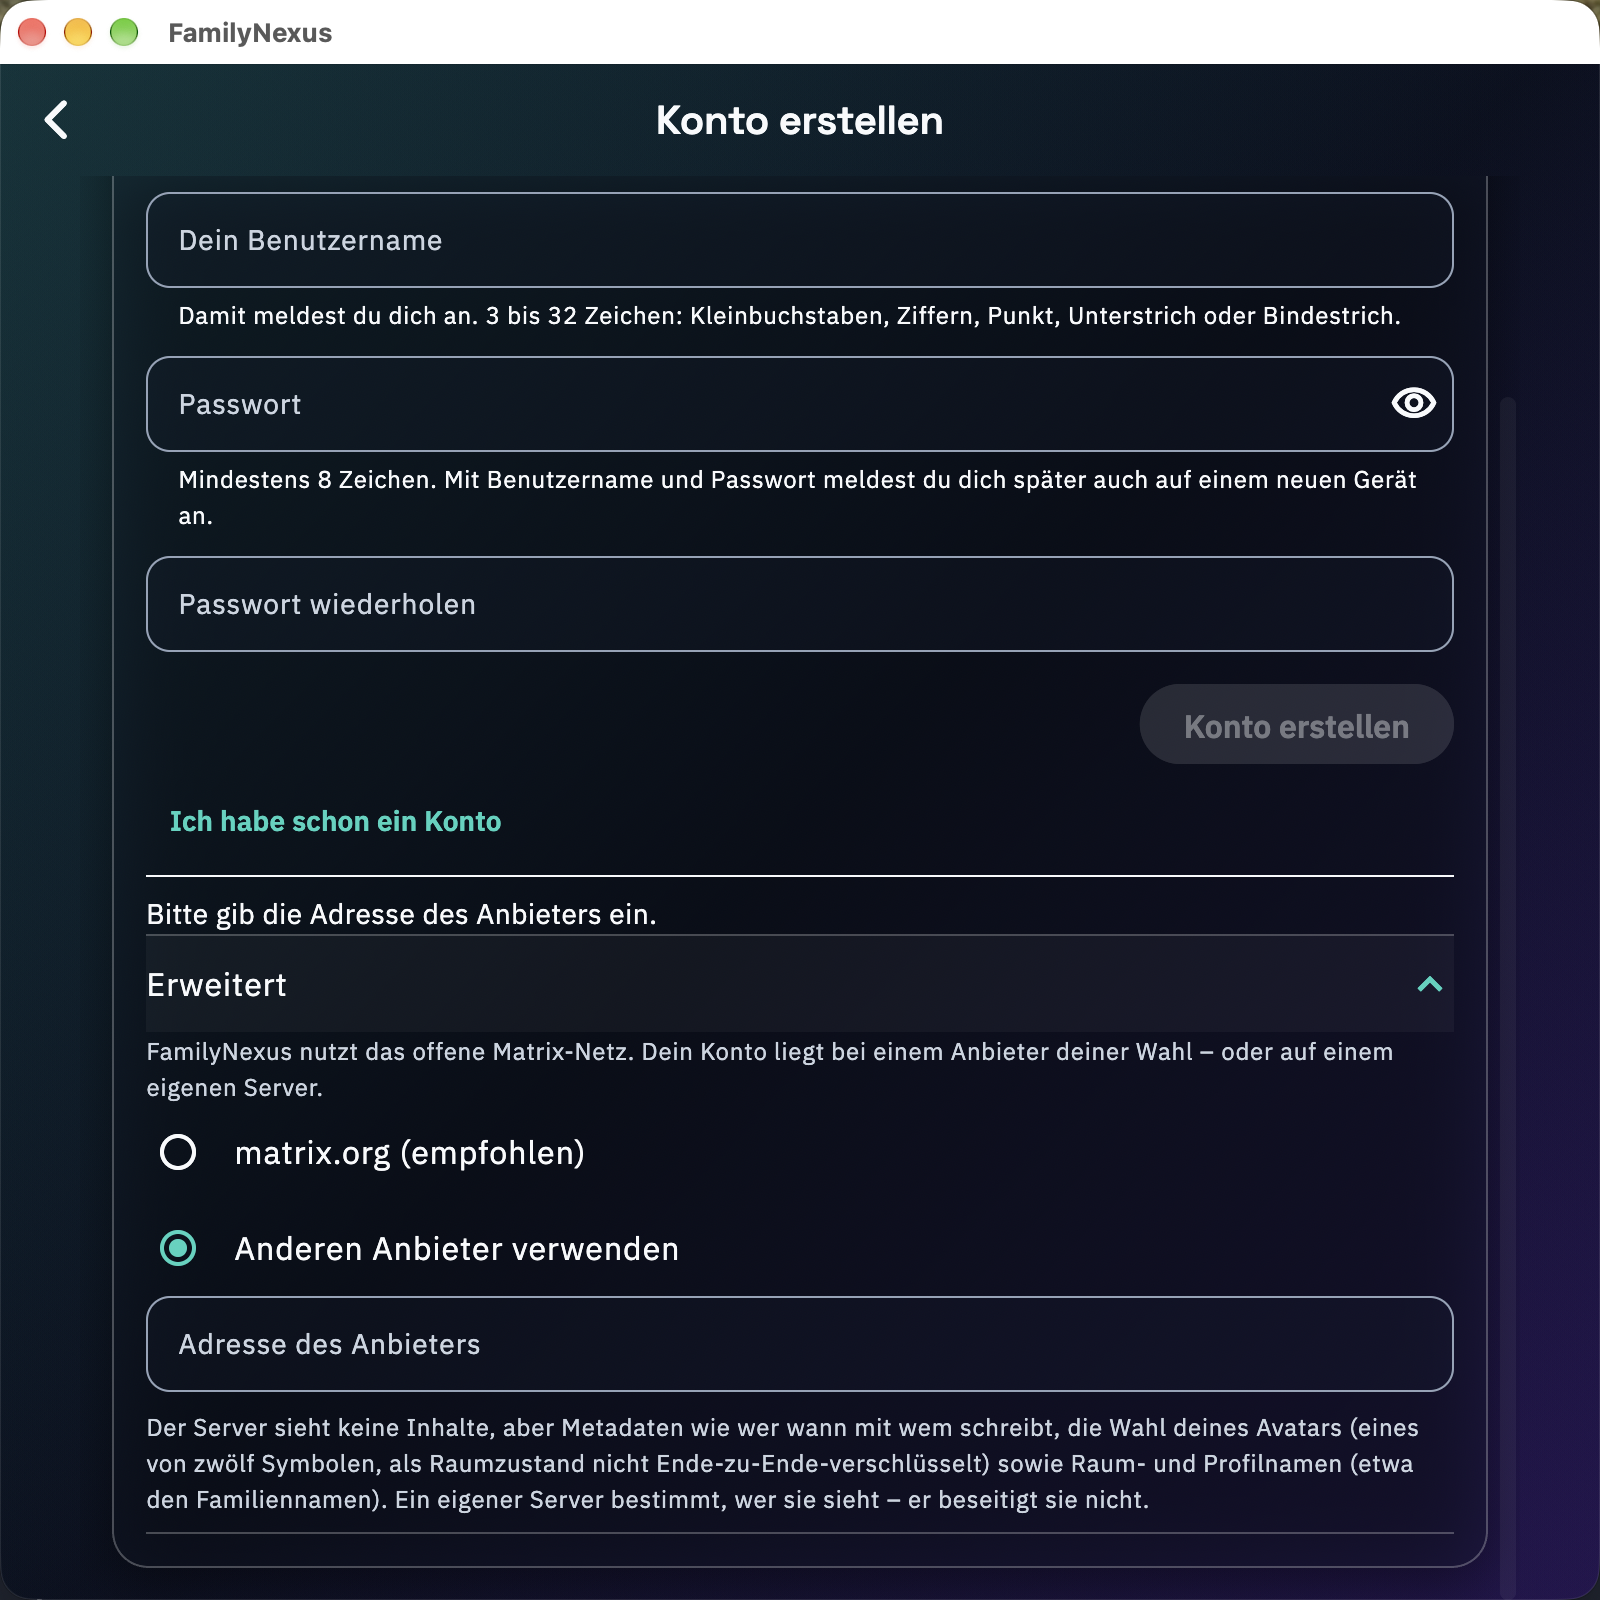 FamilyNexus
Konto erstellen
Dein Benutzername
Damit meldest du dich an. 3 bis 32 Zeichen: Kleinbuchstaben, Ziffern, Punkt, Unterstrich oder Bindestrich.
Passwort
Mindestens 8 Zeichen. Mit Benutzername und Passwort meldest du dich später auch auf einem neuen Gerät
an.
Passwort wiederholen
Konto erstellen
Ich habe schon ein Konto
Bitte gib die Adresse des Anbieters ein.
Erweitert
FamilyNexus nutzt das offene Matrix-Netz. Dein Konto liegt bei einem Anbieter deiner Wahl – oder auf einem
eigenen Server.
matrix.org (empfohlen)
Anderen Anbieter verwenden
Adresse des Anbieters
Der Server sieht keine Inhalte, aber Metadaten wie wer wann mit wem schreibt, die Wahl deines Avatars (eines
von zwölf Symbolen, als Raumzustand nicht Ende-zu-Ende-verschlüsselt) sowie Raum- und Profilnamen (etwa
den Familiennamen). Ein eigener Server bestimmt, wer sie sieht – er beseitigt sie nicht.